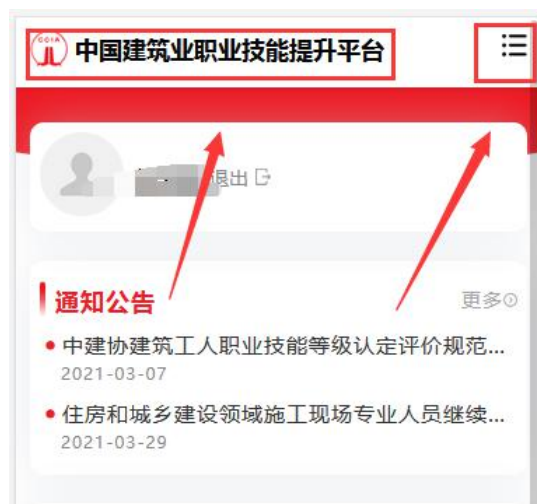 CCIA
中国建筑业职业技能提升平台
退出
通知公告
更多
中建协建筑工人职业技能等级认定评价规范...
2021-03-07
住房和城乡建设领域施工现场专业人员继续...
2021-03-29